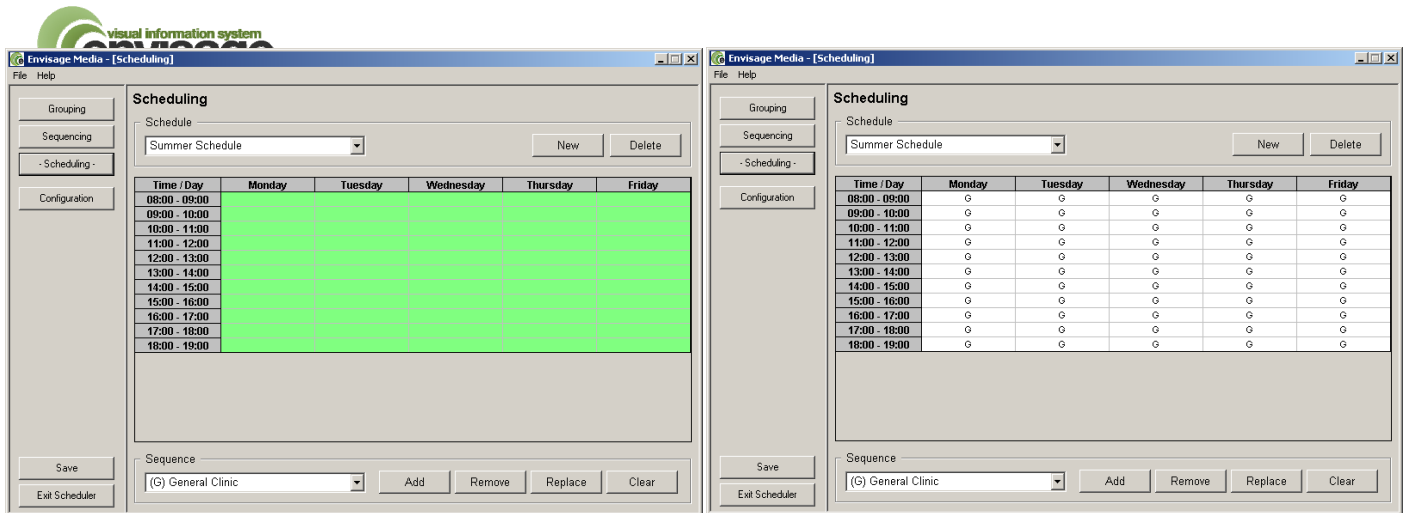 visual information system
envisage
Envisage Media - [Scheduling]
File Help
Grouping
Sequencing
- Scheduling -
Configuration
Save
Exit Scheduler
Scheduling
Schedule
Summer Schedule
New Delete
Time / Day Monday Tuesday Wednesday Thursday Friday
08:00 - 09:00
09:00 - 10:00
10:00 - 11:00
11:00 - 12:00
12:00 - 13:00
13:00 - 14:00
14:00 - 15:00
15:00 - 16:00
16:00 - 17:00
17:00 - 18:00
18:00 - 19:00
Sequence
(G) General Clinic
Add Remove Replace Clear
Envisage Media - [Scheduling]
File Help
Grouping
Sequencing
- Scheduling -
Configuration
Save
Exit Scheduler
Scheduling
Schedule
Summer Schedule
New Delete
Time / Day Monday Tuesday Wednesday Thursday Friday
08:00 - 09:00 G G G G G
09:00 - 10:00 G G G G G
10:00 - 11:00 G G G G G
11:00 - 12:00 G G G G G
12:00 - 13:00 G G G G G
13:00 - 14:00 G G G G G
14:00 - 15:00 G G G G G
15:00 - 16:00 G G G G G
16:00 - 17:00 G G G G G
17:00 - 18:00 G G G G G
18:00 - 19:00 G G G G G
Sequence
(G) General Clinic
Add Remove Replace Clear